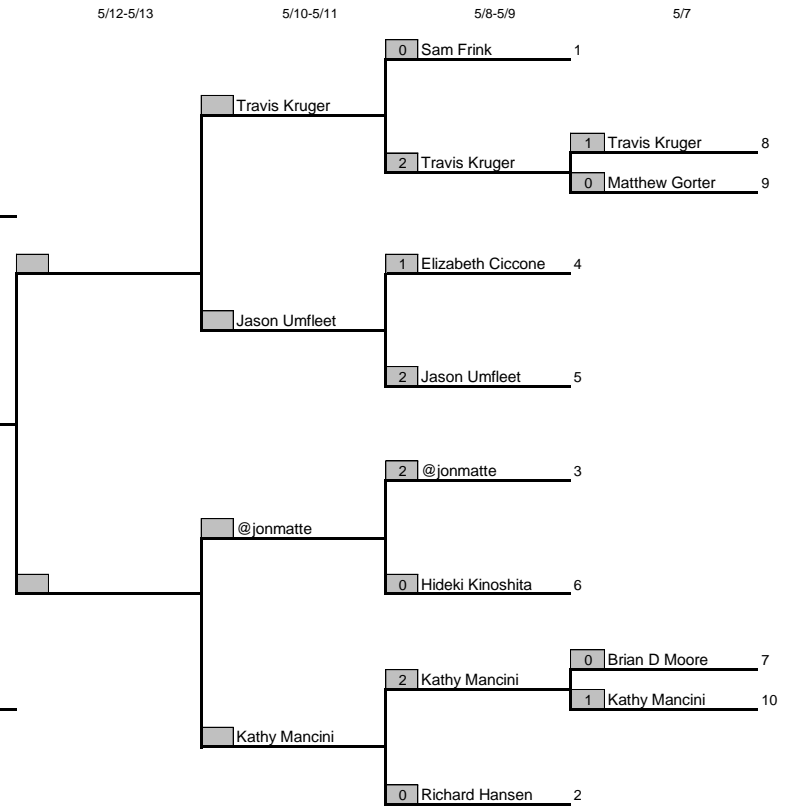 5/12-5/13 5/10-5/11 5/8-5/9 5/7
0 Sam Frink 1
Travis Kruger
1 Travis Kruger 8
2 Travis Kruger
0 Matthew Gorter 9
1 Elizabeth Ciccone 4
Jason Umfleet
2 Jason Umfleet 5
2 @jonmatte 3
@jonmatte
0 Hideki Kinoshita 6
0 Brian D Moore 7
2 Kathy Mancini
1 Kathy Mancini 10
Kathy Mancini
0 Richard Hansen 2